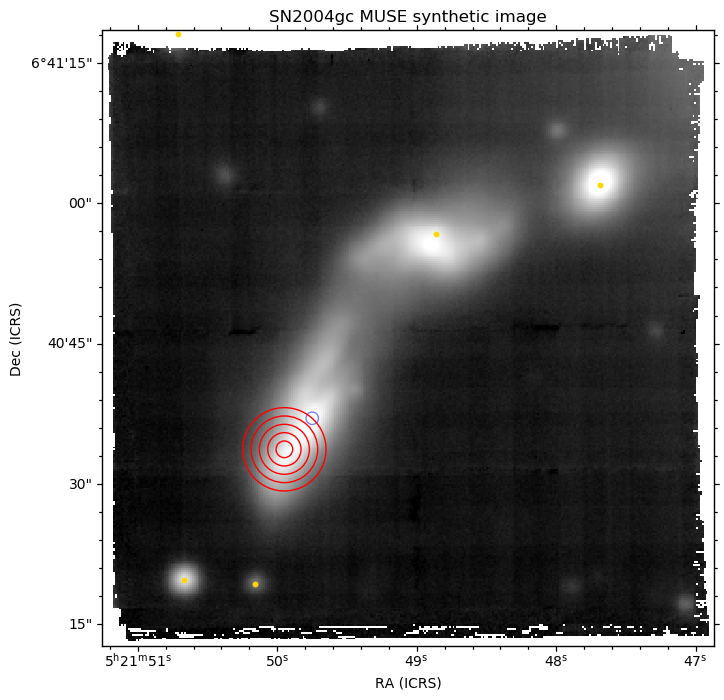 SN2004gc MUSE synthetic image
6°41'15"
00"
40'45"
30"
15"
Dec (ICRS)
5ʰ21ᵐ51ˢ 50ˢ 49ˢ 48ˢ 47ˢ
RA (ICRS)